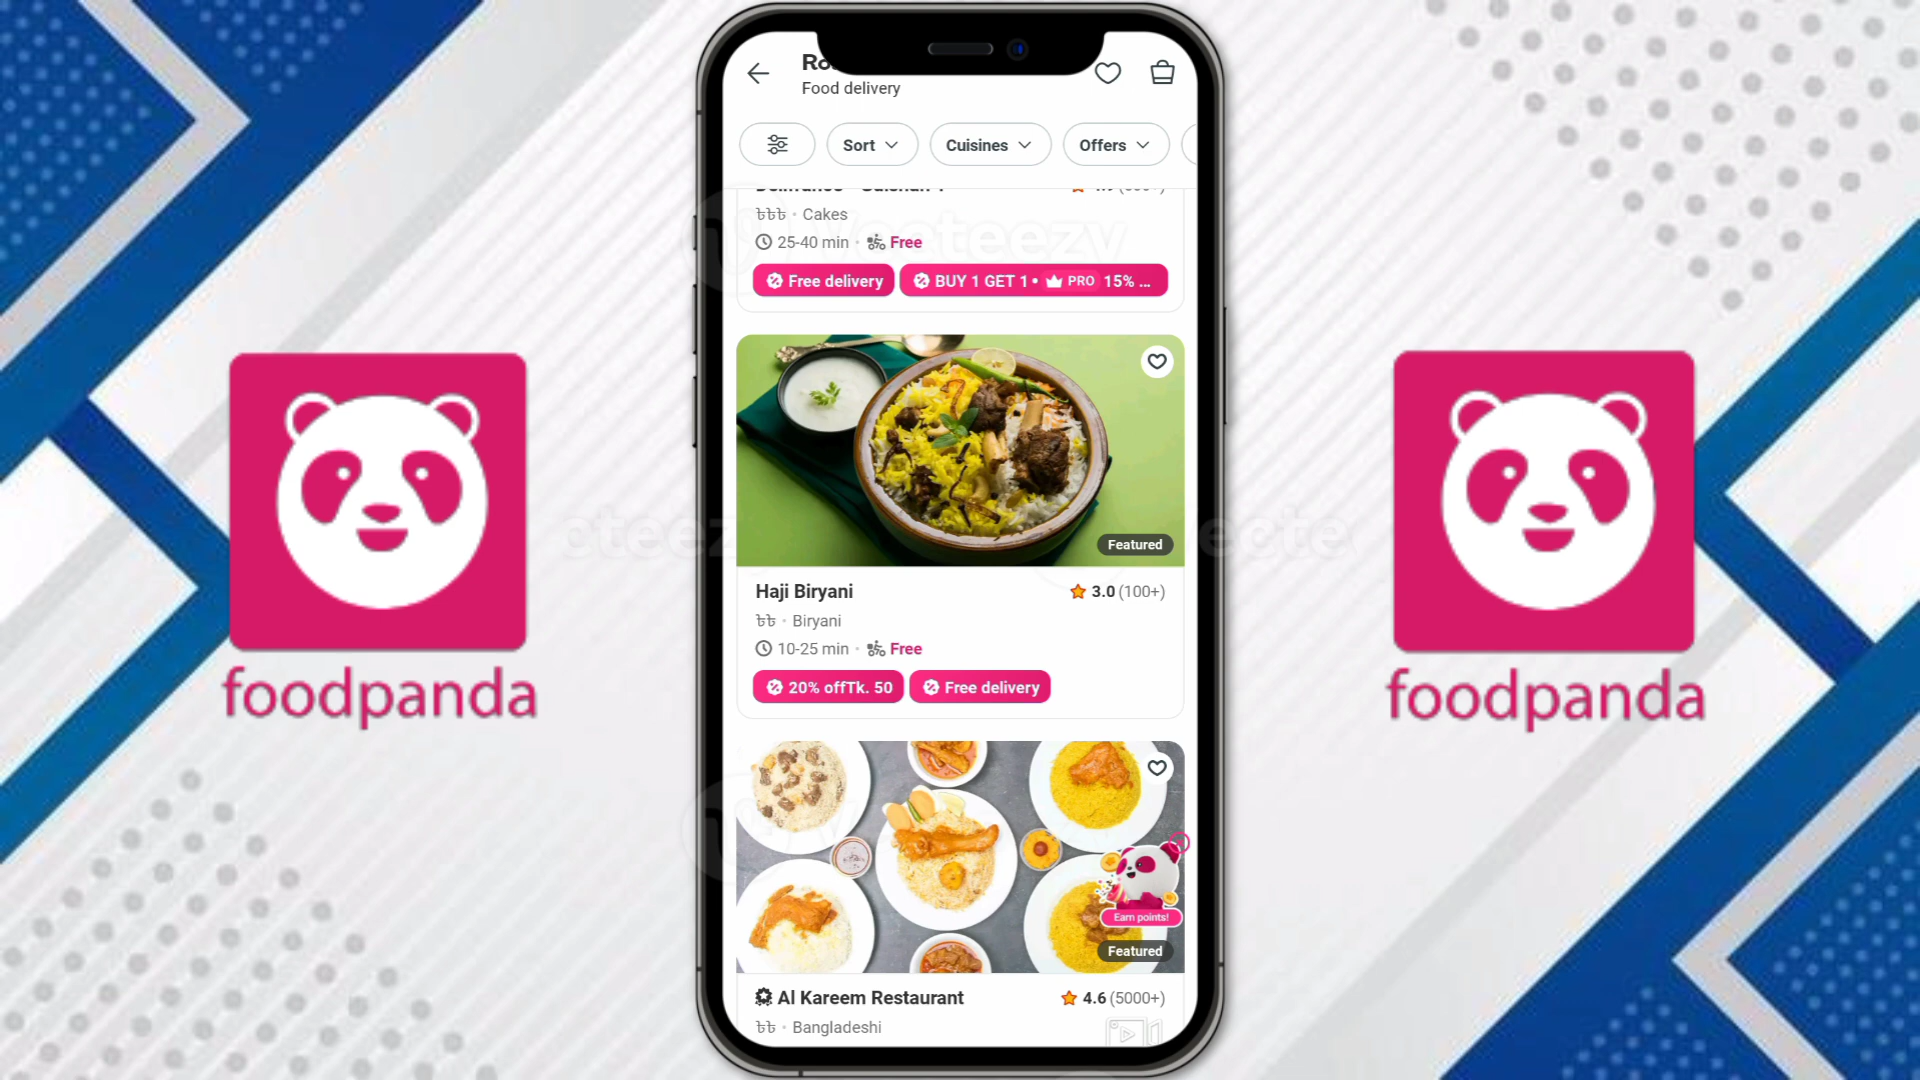 Food delivery
Sort
Cuisines
Offers
৳৳৳ · Cakes
25-40 min · Free
Free delivery
BUY 1 GET 1 • PRO 15% ...
Featured
Haji Biryani
3.0 (100+)
৳৳ · Biryani
10-25 min · Free
20% offTk. 50
Free delivery
Earn points!
Featured
Al Kareem Restaurant
4.6 (5000+)
৳৳ · Bangladeshi
foodpanda
foodpanda